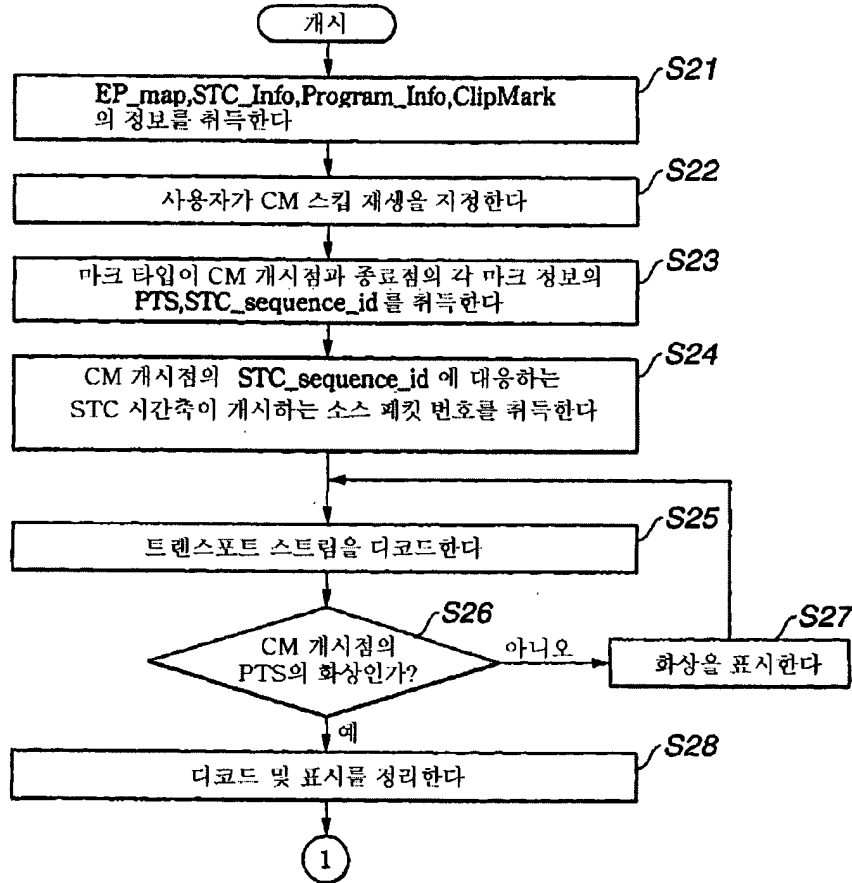 개시
S21
EP_map,STC_Info,Program_Info,ClipMark
의 정보를 취득한다
S22
사용자가 CM 스킵 재생을 지정한다
S23
마크 타입이 CM 개시점과 종료점의 각 마크 정보의
PTS,STC_sequence_id 를 취득한다
S24
CM 개시점의 STC_sequence_id 에 대응하는
STC 시간축이 개시하는 소스 패킷 번호를 취득한다
S25
트랜스포트 스트림을 디코드한다
S26
CM 개시점의
PTS의 화상인가?
아니오
S27
화상을 표시한다
예
S28
디코드 및 표시를 정리한다
1